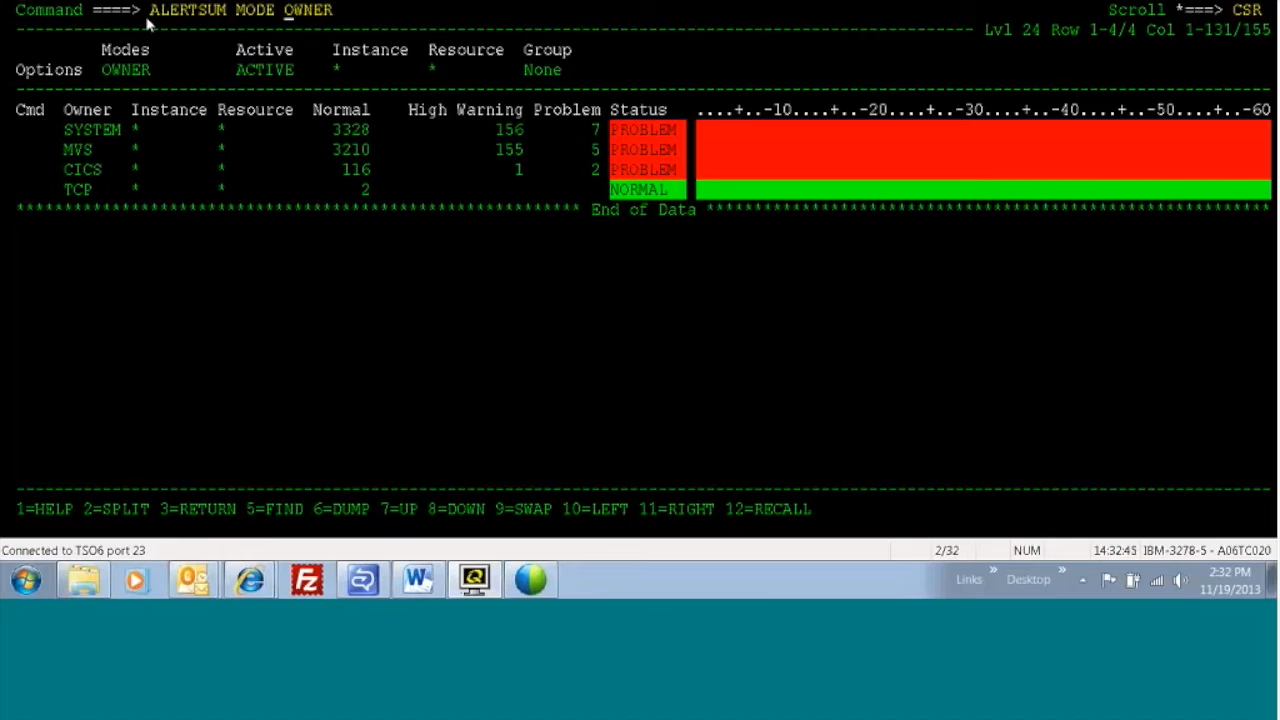 Command ====> ALERTSUM MODE OWNER Scroll *===> CSR
---------------------------------------------------------------------------------------------------- Lvl 24 Row 1-4/4 Col 1-131/155
Modes Active Instance Resource Group
Options OWNER ACTIVE * * None
-----------------------------------------------------------------------------------------------------------------------------------
Cmd Owner Instance Resource Normal High Warning Problem Status ....+..-10....+..-20....+..-30....+..-40....+..-50....+..-60
SYSTEM * * 3328 156 7 PROBLEM
MVS * * 3210 155 5 PROBLEM
CICS * * 116 1 2 PROBLEM
TCP * * 2 NORMAL
*********************************************************** End of Data ***********************************************************
-----------------------------------------------------------------------------------------------------------------------------------
1=HELP 2=SPLIT 3=RETURN 5=FIND 6=DUMP 7=UP 8=DOWN 9=SWAP 10=LEFT 11=RIGHT 12=RECALL
Connected to TSO6 port 23 2/32 NUM 14:32:45 IBM-3278-5 - A06TC020
Links » Desktop » 2:32 PM
11/19/2013